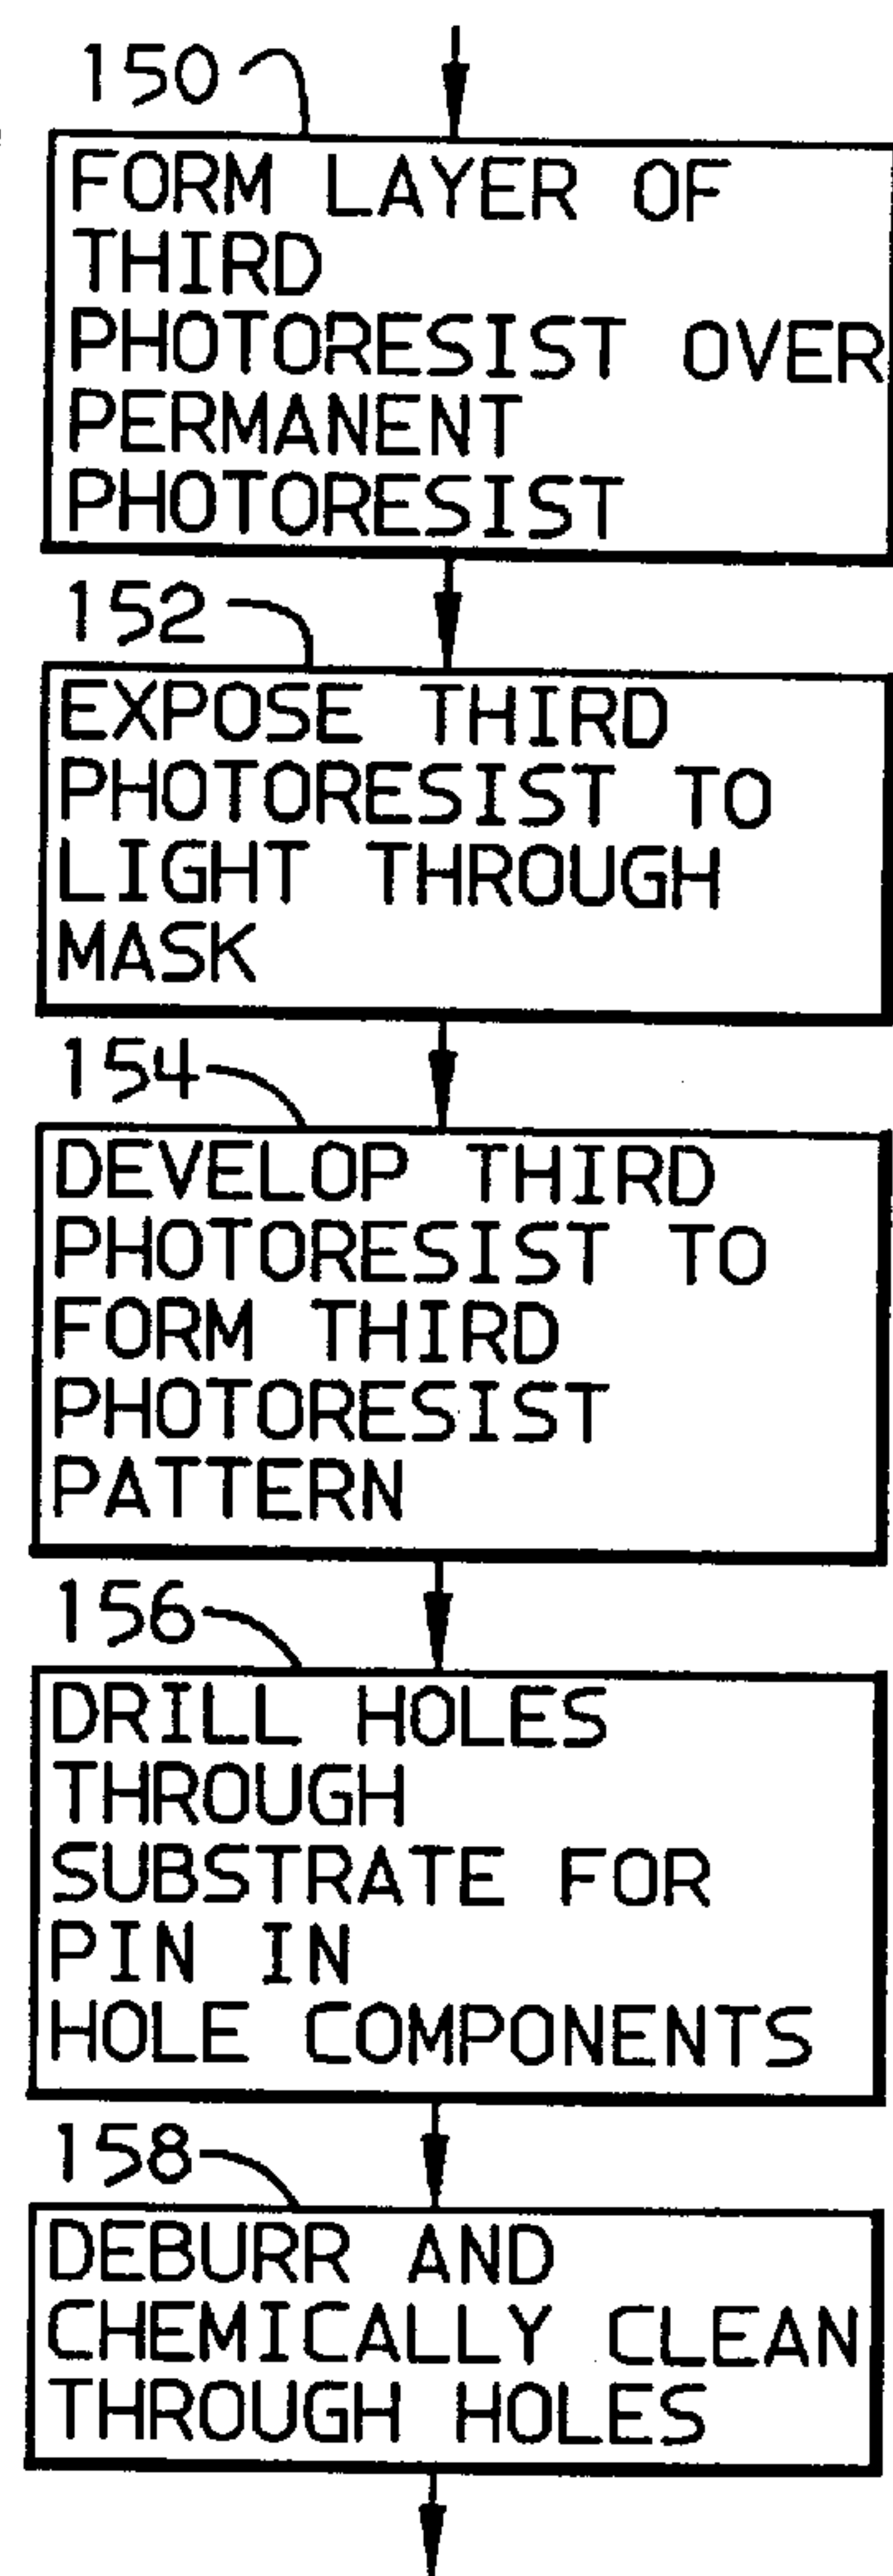 150
FORM LAYER OF
THIRD
PHOTORESIST OVER
PERMANENT
PHOTORESIST
152
EXPOSE THIRD
PHOTORESIST TO
LIGHT THROUGH
MASK
154
DEVELOP THIRD
PHOTORESIST TO
FORM THIRD
PHOTORESIST
PATTERN
156
DRILL HOLES
THROUGH
SUBSTRATE FOR
PIN IN
HOLE COMPONENTS
158
DEBURR AND
CHEMICALLY CLEAN
THROUGH HOLES